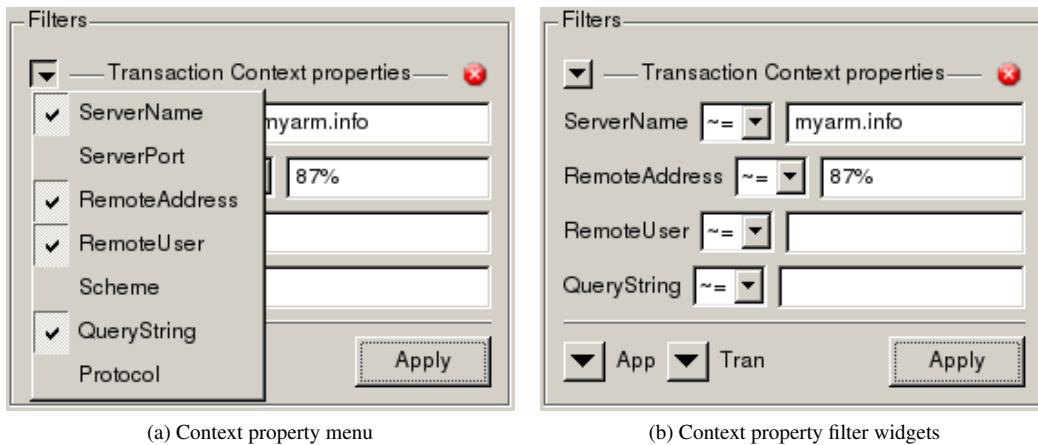 Filters
Transaction Context properties
ServerName
myarm.info
ServerPort
RemoteAddress
87%
RemoteUser
Scheme
QueryString
Protocol
Apply
(a) Context property menu
Filters
Transaction Context properties
ServerName ~= myarm.info
RemoteAddress ~= 87%
RemoteUser ~=
QueryString ~=
App Tran Apply
(b) Context property filter widgets